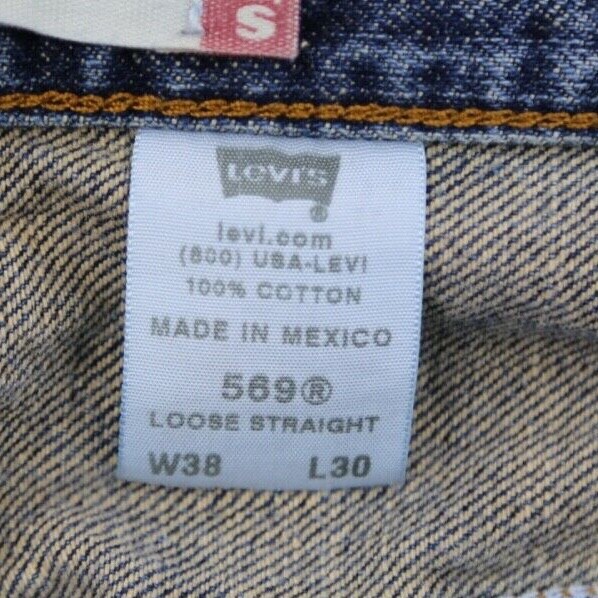 S
LEVI'S
®
levi.com
(800) USA-LEVI
100% COTTON
MADE IN MEXICO
569®
LOOSE STRAIGHT
W38 L30